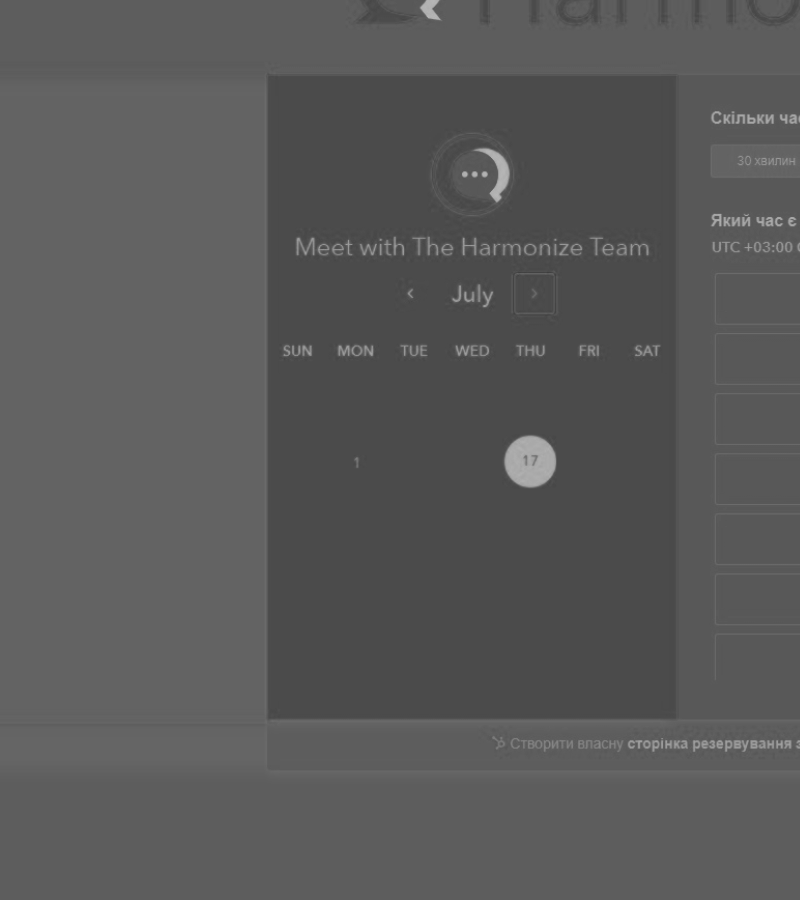 Harmo
Meet with The Harmonize Team
July
SUN MON TUE WED THU FRI SAT
1 17
Скільки час
30 хвилин
Який час є
UTC +03:00
Створити власну сторінка резервування з